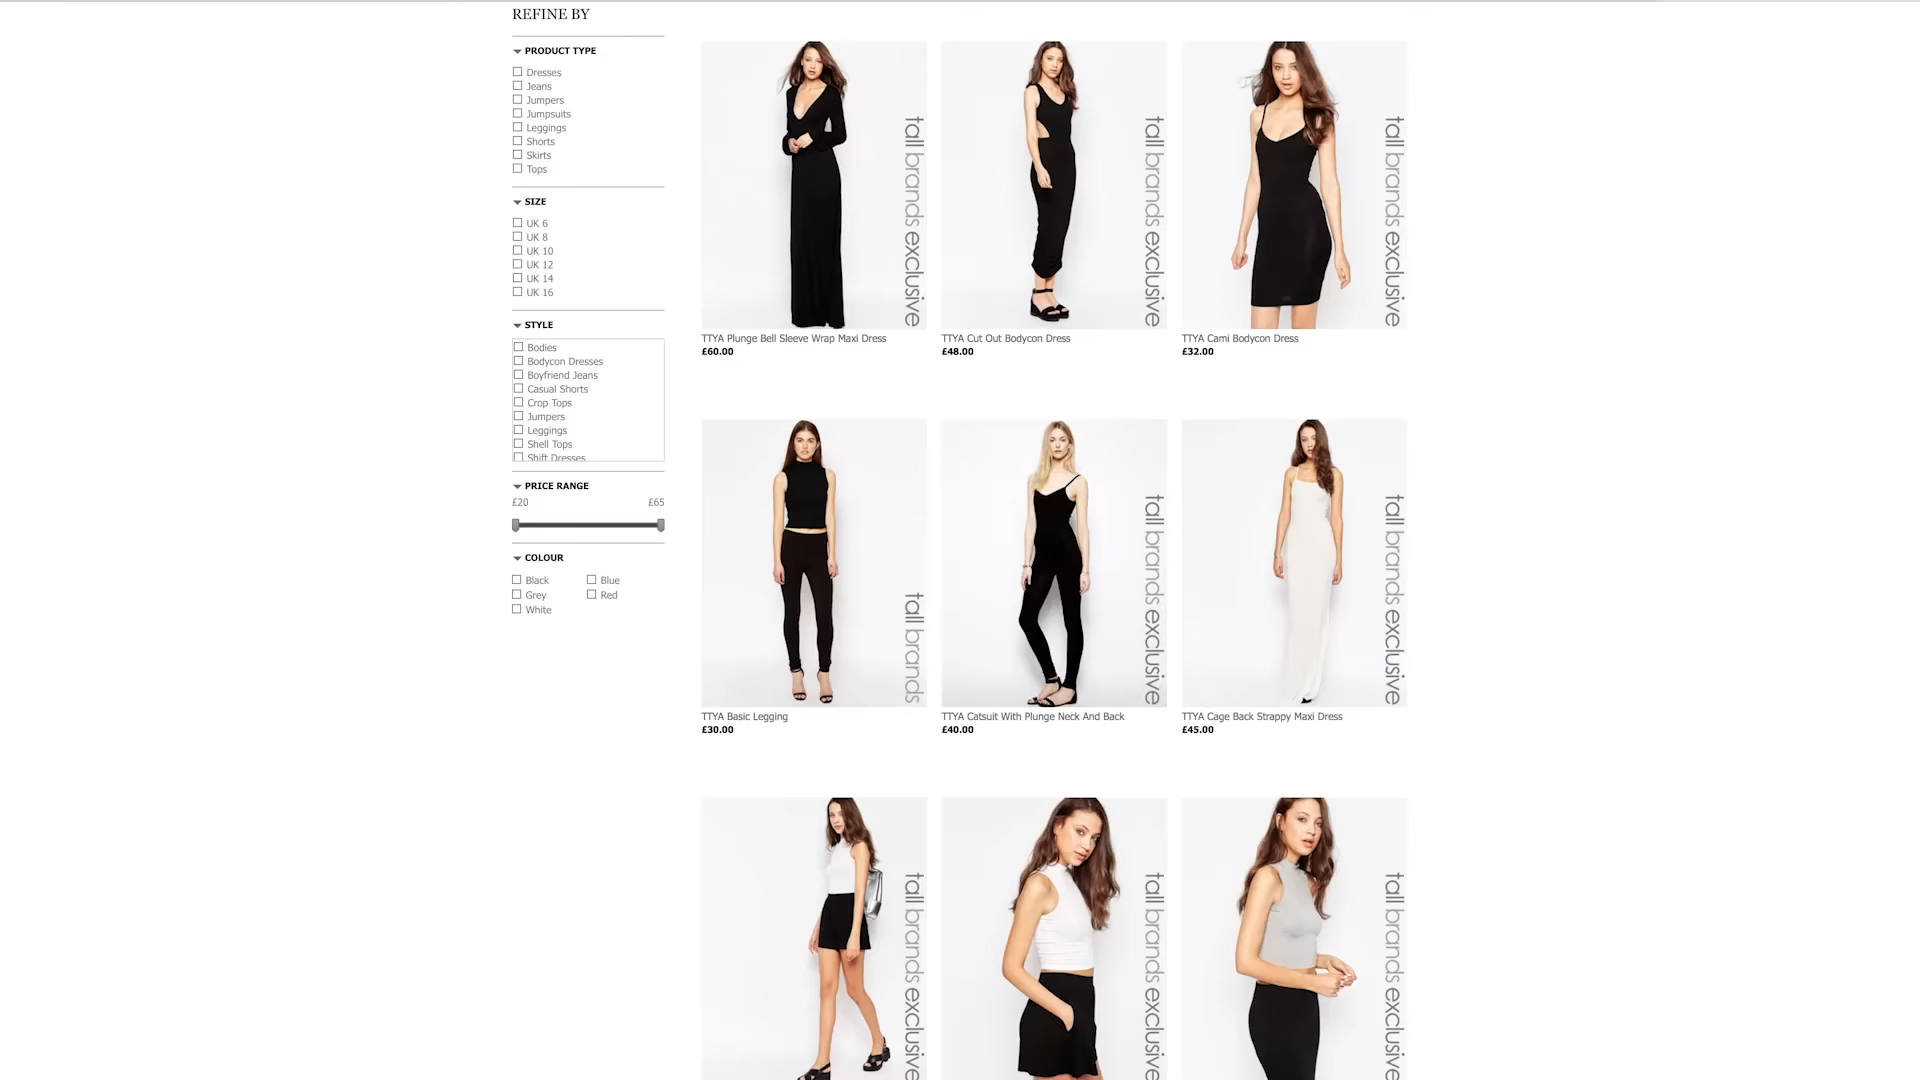 REFINE BY
PRODUCT TYPE
Dresses
Jeans
Jumpers
Jumpsuits
Leggings
Shorts
Skirts
Tops
SIZE
UK 6
UK 8
UK 10
UK 12
UK 14
UK 16
STYLE
Bodies
Bodycon Dresses
Boyfriend Jeans
Casual Shorts
Crop Tops
Jumpers
Leggings
Shell Tops
Shift Dresses
PRICE RANGE
£20 £65
COLOUR
Black Blue
Grey Red
White
tall brands exclusive
tall brands exclusive
tall brands exclusive
TTYA Plunge Bell Sleeve Wrap Maxi Dress
£60.00
TTYA Cut Out Bodycon Dress
£48.00
TTYA Cami Bodycon Dress
£32.00
tall brands
tall brands exclusive
tall brands exclusive
TTYA Basic Legging
£30.00
TTYA Catsuit With Plunge Neck And Back
£40.00
TTYA Cage Back Strappy Maxi Dress
£45.00
tall brands exclusive
tall brands exclusive
tall brands exclusive